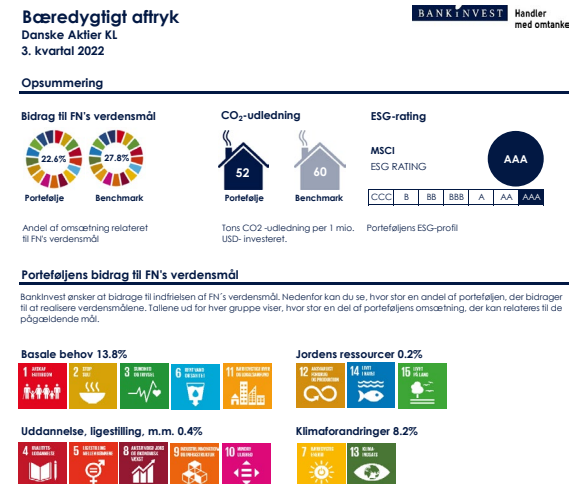 Bæredygtigt aftryk
Danske Aktier KL
3. kvartal 2022
BANKINVEST
Handler
med omtanke
Opsummering
Bidrag til FN's verdensmål
CO2-udledning
ESG-rating
22.6%
27.8%
52
60
MSCI
ESG RATING
AAA
CCC B BB BBB A AA AAA
Portefølje
Benchmark
Portefølje
Benchmark
Andel af omsætning relateret
til FN's verdensmål
Tons CO2 -udledning per 1 mio.
USD- investeret.
Porteføljens ESG-profil
Porteføljens bidrag til FN's verdensmål
BankInvest ønsker at bidrage til indfrielsen af FN´s verdensmål. Nedenfor kan du se, hvor stor en andel af porteføljen, der bidrager
til at realisere verdensmålene. Tallene ud for hver gruppe viser, hvor stor en del af porteføljens omsætning, der kan relateres til de
pågældende mål.
Basale behov 13.8%
Jordens ressourcer 0.2%
1
2
3
6
11
12
14 LIVET
I HAVET
15 LIVET
PÅ LAND
Uddannelse, ligestilling, m.m. 0.4%
Klimaforandringer 8.2%
4
5
8
9
10
7
13 KLIMA-
INDSATS